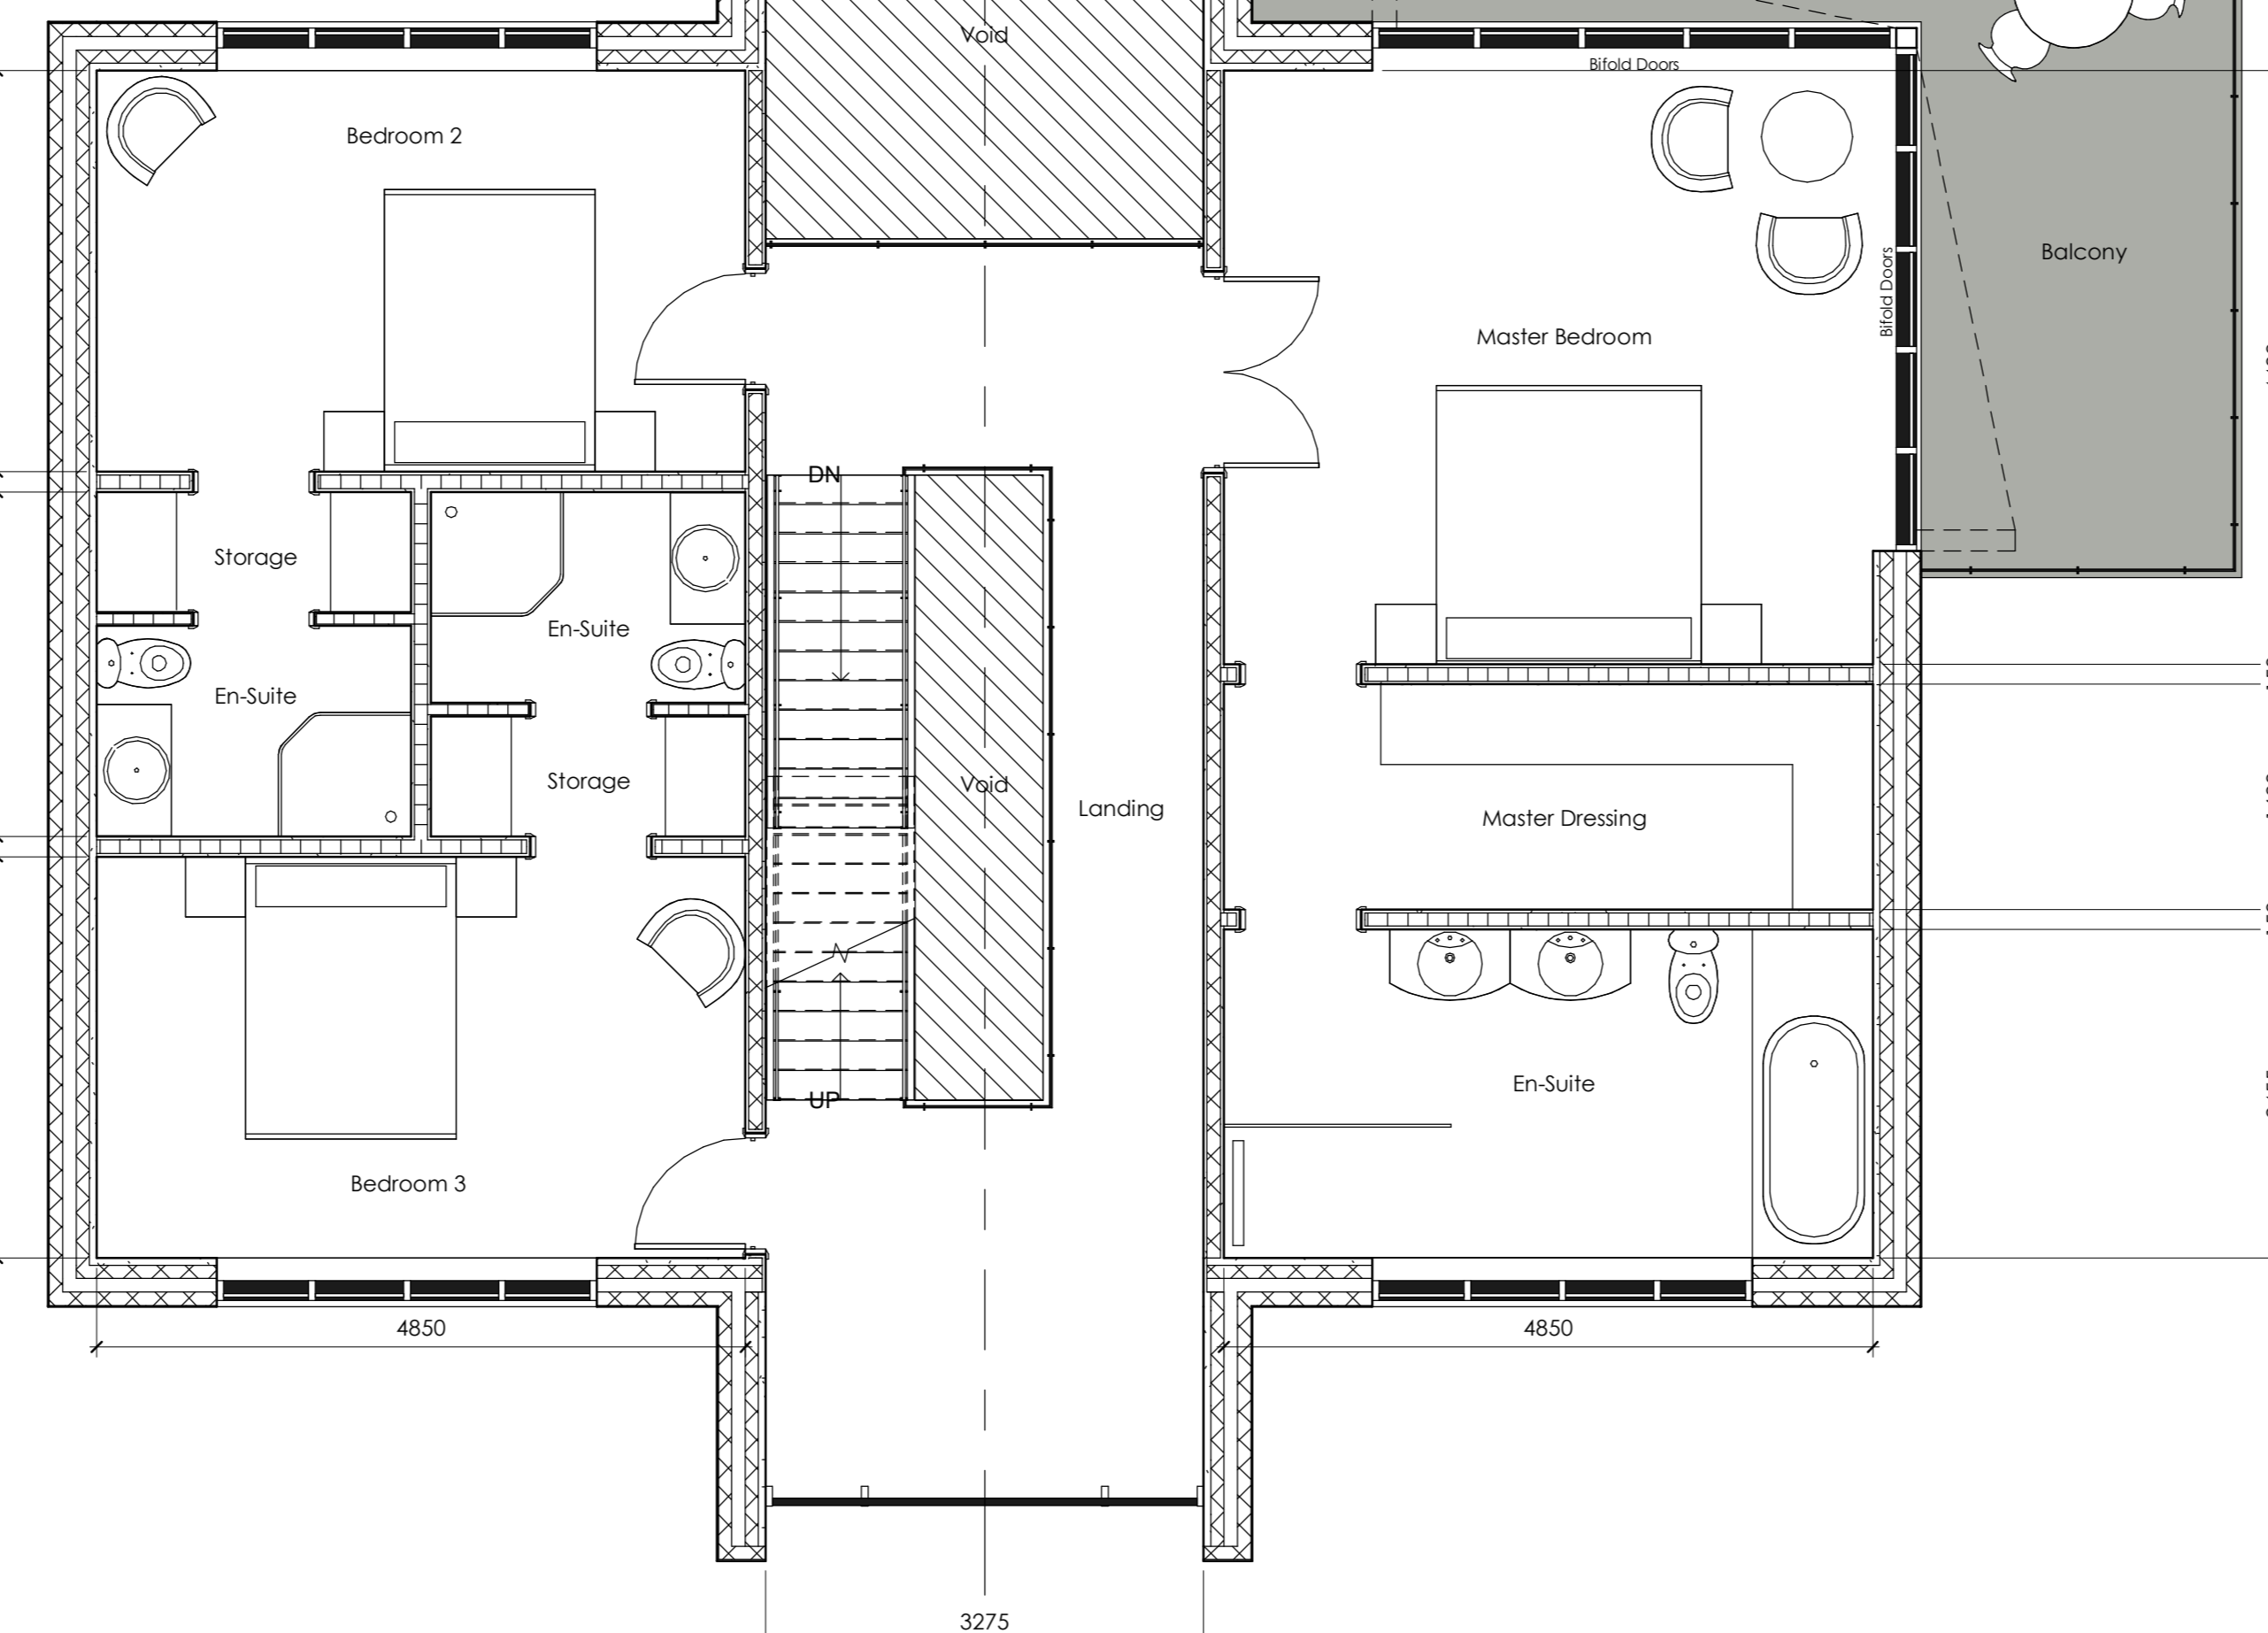 Void
Bifold Doors
Bedroom 2
Balcony
Bifold Doors
Master Bedroom
DN
Storage
En-Suite
En-Suite
Storage
Void
Landing
Master Dressing
En-Suite
UP
Bedroom 3
4850
4850
3275